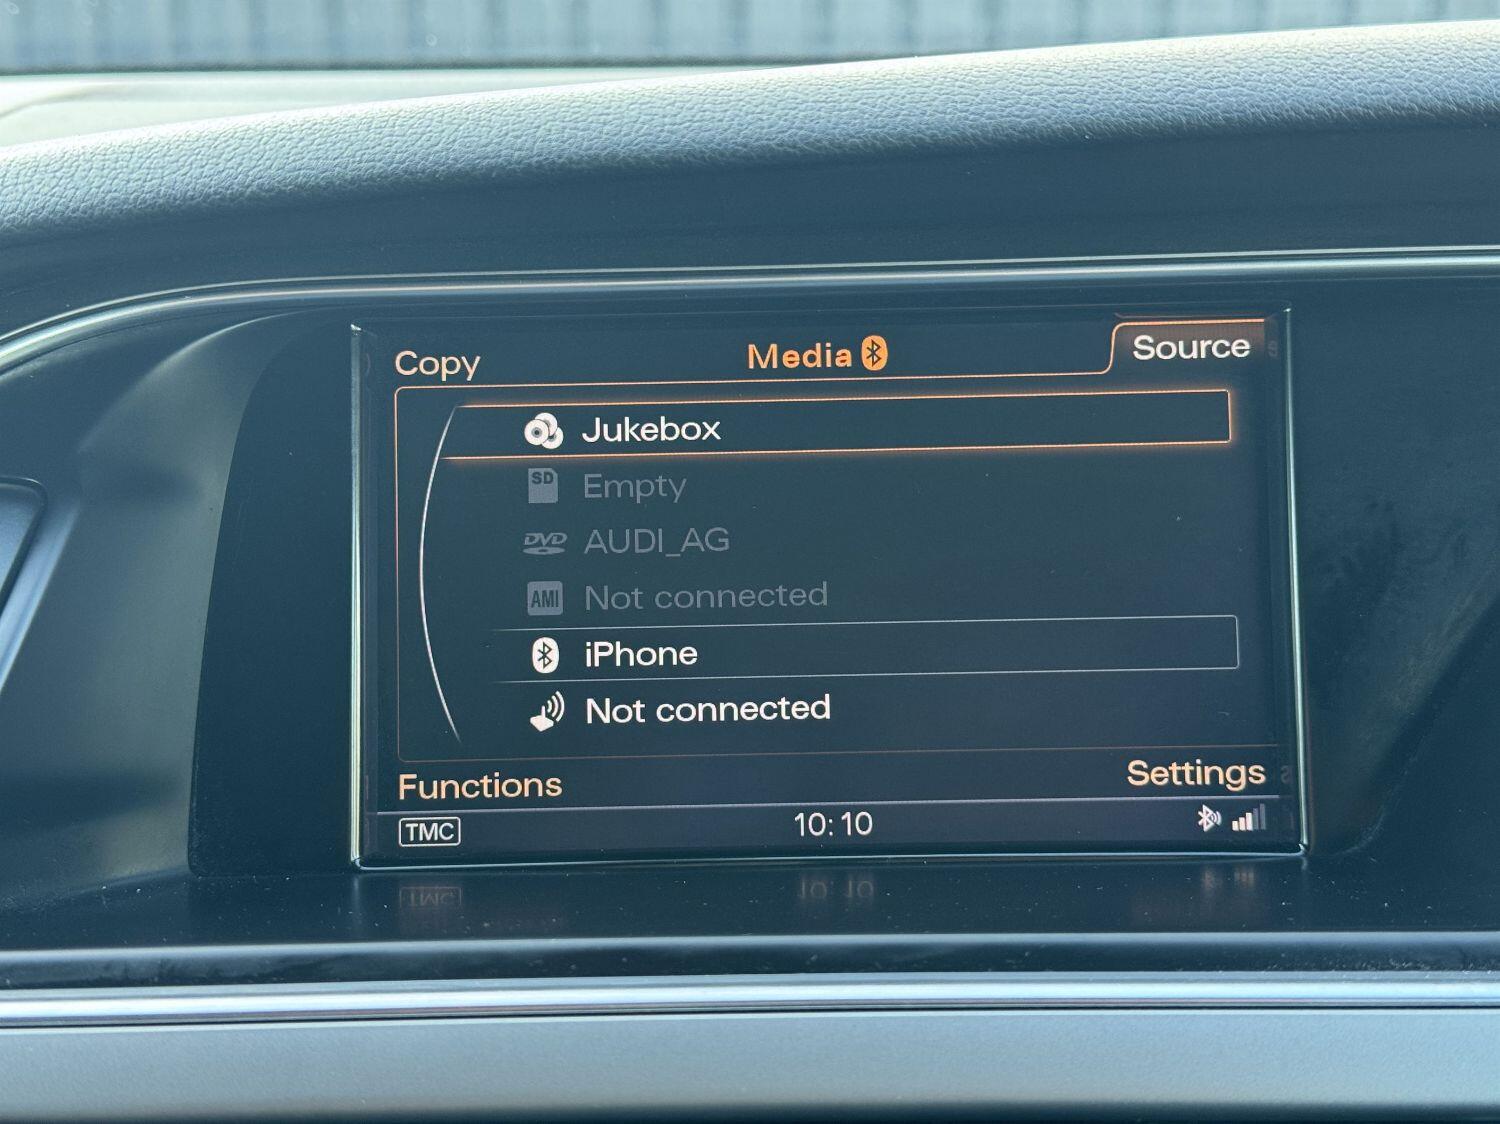 Copy Media Source
Jukebox
SD Empty
DVD AUDI_AG
AMI Not connected
iPhone
Not connected
Functions Settings
TMC 10:10